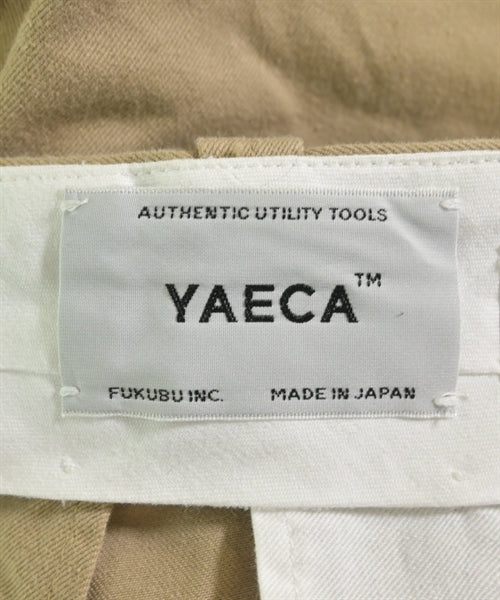 AUTHENTIC UTILITY TOOLS
YAECA™
FUKUBU INC. MADE IN JAPAN